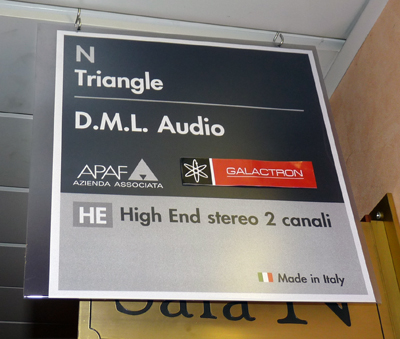 N
Triangle
D.M.L. Audio
APAF
AZIENDA ASSOCIATA
GALACTRON
HE High End stereo 2 canali
Made in Italy
Sala N